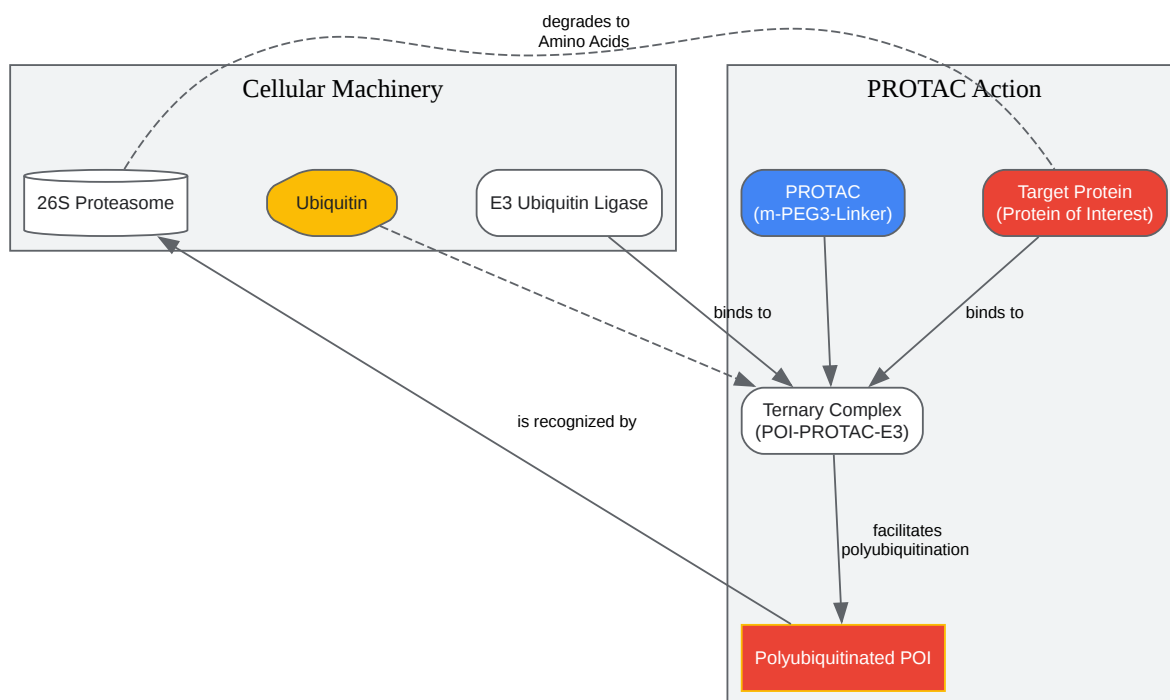 degrades to
Amino Acids
Cellular Machinery
PROTAC Action
26S Proteasome
Ubiquitin
E3 Ubiquitin Ligase
PROTAC
(m-PEG3-Linker)
Target Protein
(Protein of Interest)
binds to
binds to
Ternary Complex
(POI-PROTAC-E3)
is recognized by
facilitates
polyubiquitination
Polyubiquitinated POI